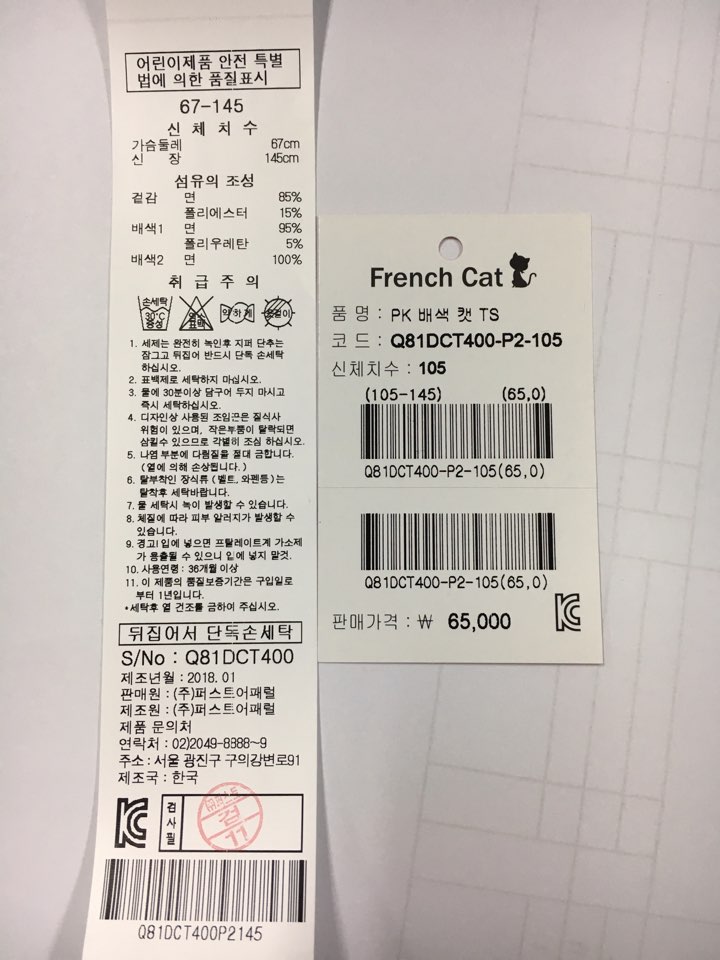 어린이제품 안전 특별
법에 의한 품질표시
67-145
신 체 치 수
가슴둘레 67cm
신 장 145cm
섬유의 조성
겉감 면 85%
폴리에스터 15%
배색1 면 95%
폴리우레탄 5%
배색2 면 100%
취 급 주 의
손세탁
30°C
중성
염소
표백
약하게
옷걸이
1. 세제는 완전히 녹인후 지퍼 단추는
잠그고 뒤집어 반드시 단독 손세탁
하십시오.
2. 표백제로 세탁하지 마십시오.
3. 물에 30분이상 담구어 두지 마시고
즉시 세탁하십시오.
4. 디자인상 사용된 조임끈은 질식사
위험이 있으며, 작은부품이 탈락되면
삼킬수 있으므로 각별히 조심 하십시오.
5. 나염 부분에 다림질을 절대 금합니다.
(열에 의해 손상됩니다.)
6. 탈부착인 장식류(벨트, 와펜등)는
탈착후 세탁바랍니다.
7. 물 세탁시 녹이 발생할 수 있습니다.
8. 체질에 따라 피부 알러지가 발생할 수
있습니다.
9. 경고! 입에 넣으면 프탈레이트계 가소제
가 용출될 수 있으니 입에 넣지 말것.
10. 사용연령 : 36개월 이상
11. 이 제품의 품질보증기간은 구입일로
부터 1년입니다.
*세탁후 열 건조를 금하여 주십시오.
뒤집어서 단독손세탁
S/No : Q81DCT400
제조년월 : 2018. 01
판매원 : (주)퍼스트어패럴
제조원 : (주)퍼스트어패럴
제품 문의처
연락처 : 02)2049-8888~9
주소 : 서울 광진구 구의강변로91
제조국 : 한국
검사필
검
11
Q81DCT400P2145
French Cat
품 명 : PK 배색 캣 TS
코 드 : Q81DCT400-P2-105
신체치수 : 105
(105-145) (65,0)
Q81DCT400-P2-105(65,0)
Q81DCT400-P2-105(65,0)
판매가격 : ₩ 65,000